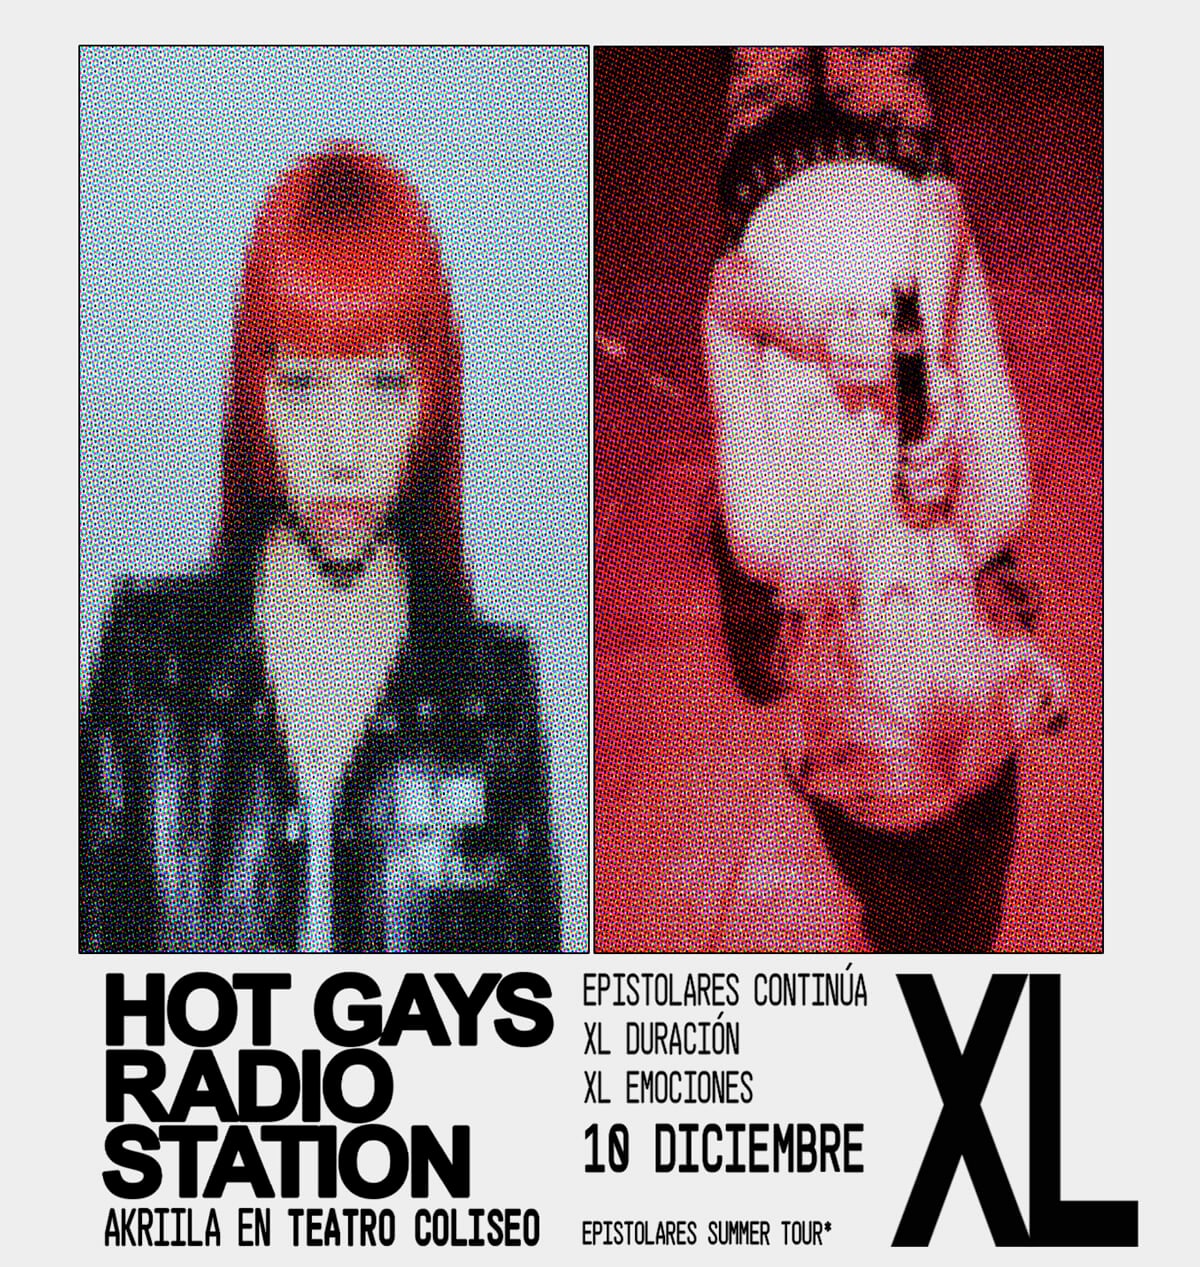 HOT GAYS
RADIO
STATION
AKRIILA EN TEATRO COLISEO
EPISTOLARES CONTINÚA
XL DURACIÓN
XL EMOCIONES
10 DICIEMBRE
EPISTOLARES SUMMER TOUR*
XL